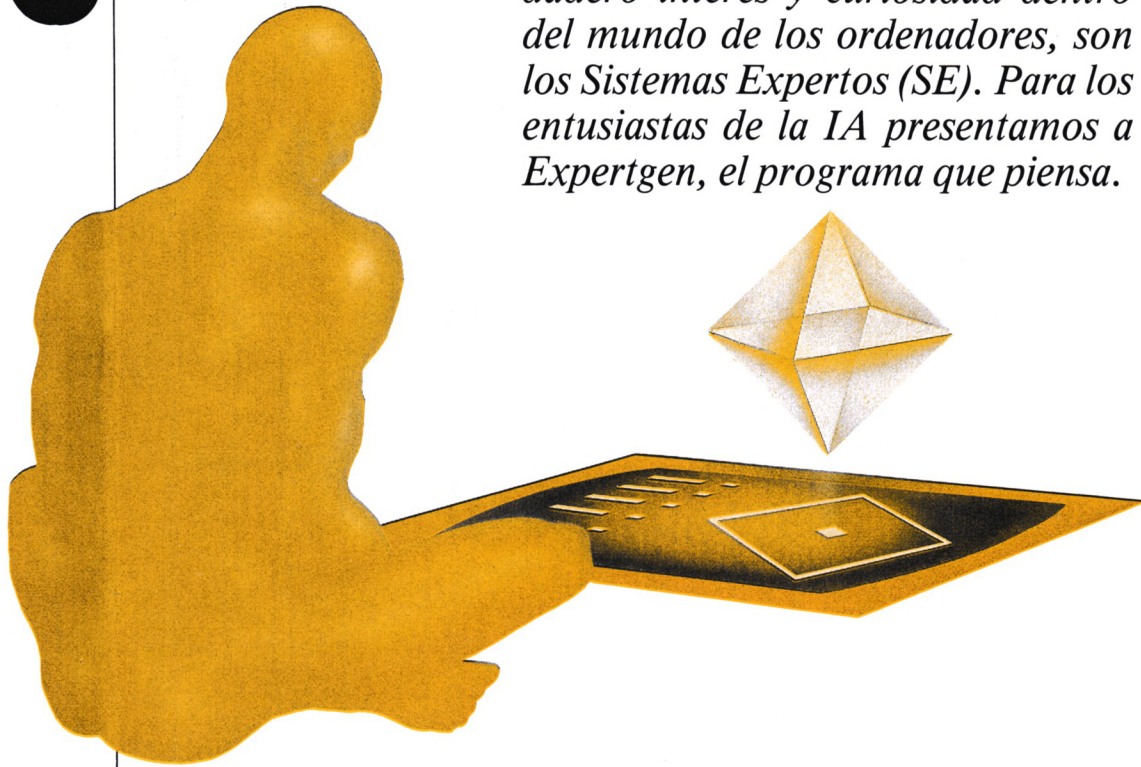 del mundo de los ordenadores, son
los Sistemas Expertos (SE). Para los
entusiastas de la IA presentamos a
Expertgen, el programa que piensa.